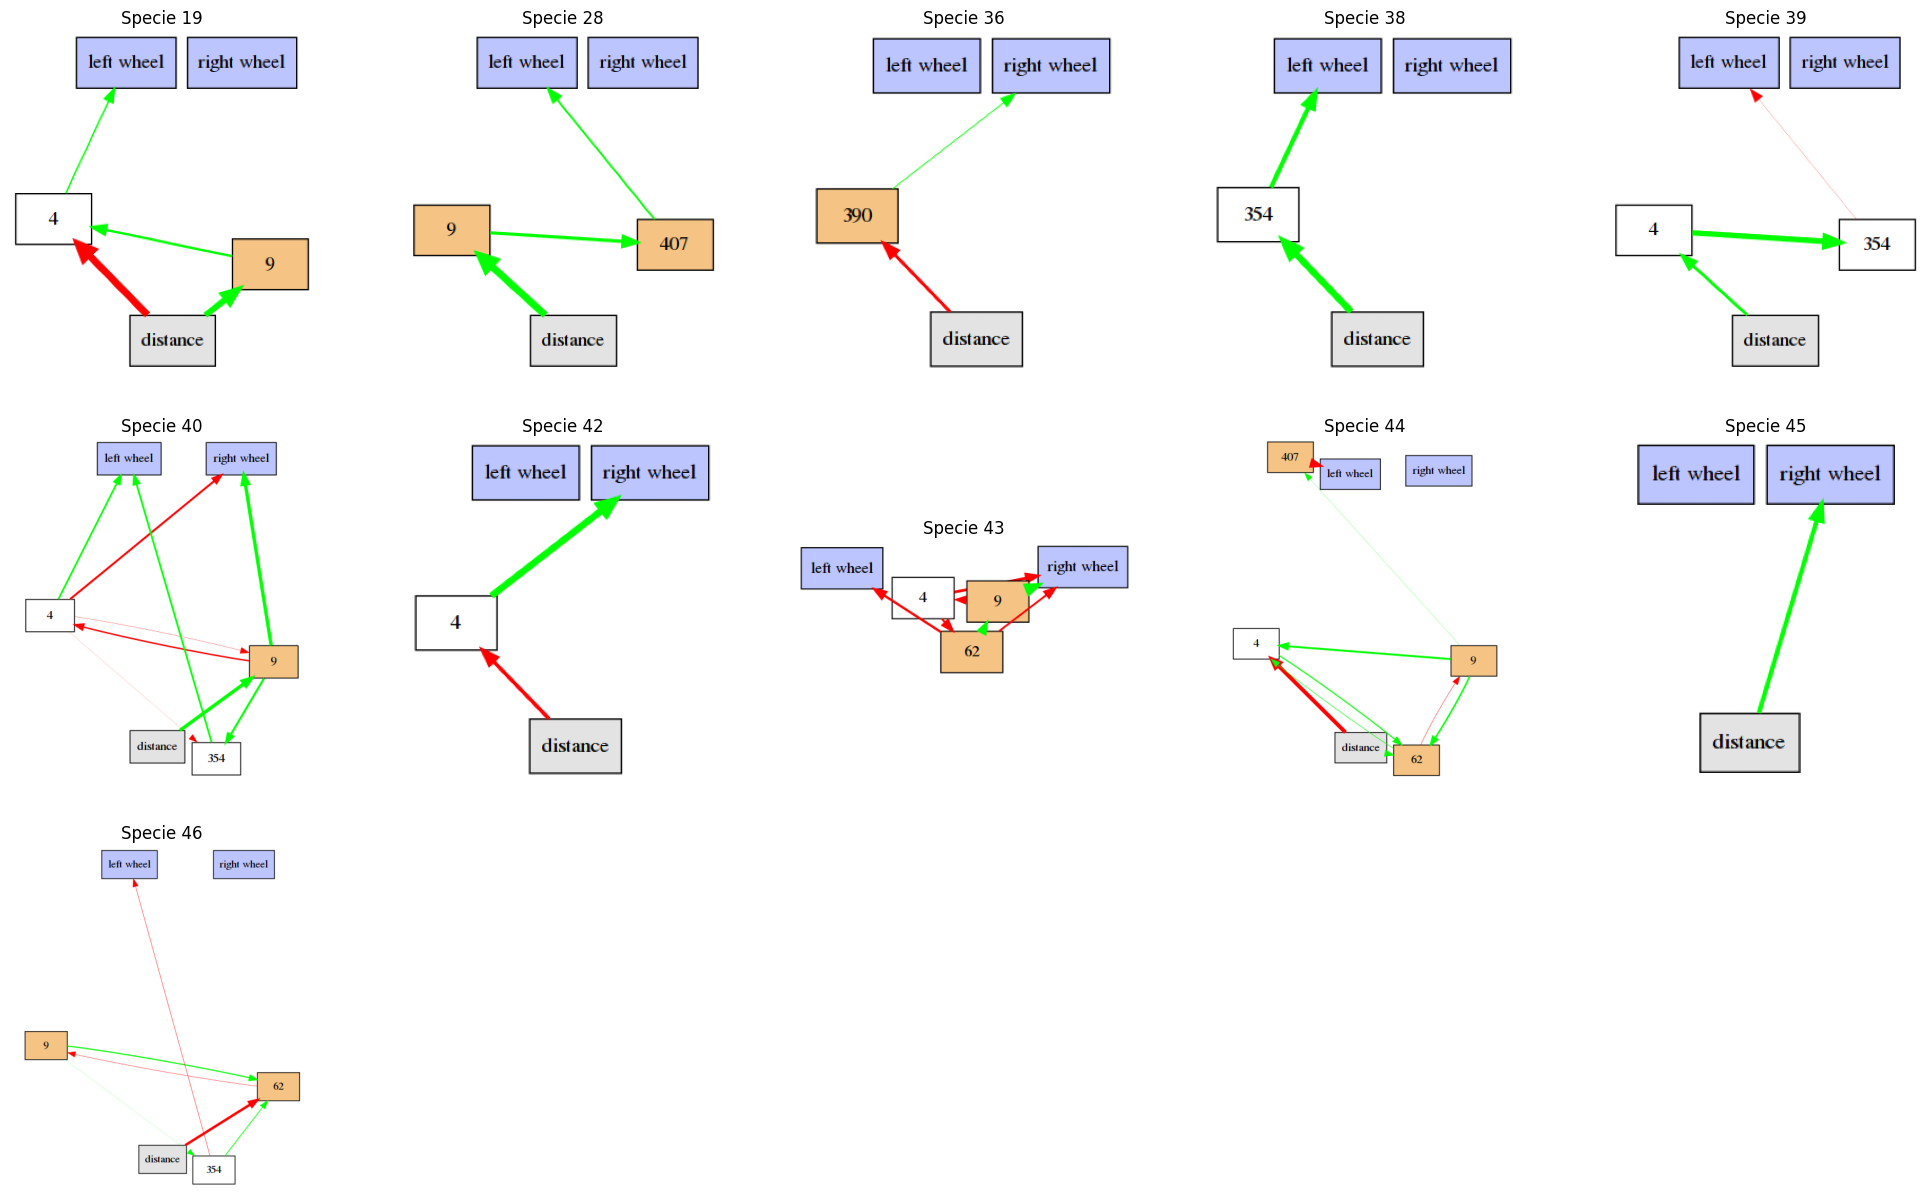 Specie 19
left wheel right wheel
4
9
distance
Specie 28
left wheel right wheel
9
407
distance
Specie 36
left wheel right wheel
390
distance
Specie 38
left wheel right wheel
354
distance
Specie 39
left wheel right wheel
4
354
distance
Specie 40
left wheel right wheel
4
9
distance
354
Specie 42
left wheel right wheel
4
distance
Specie 43
left wheel right wheel
4
9
62
Specie 44
407
left wheel right wheel
4
9
distance
62
Specie 45
left wheel right wheel
distance
Specie 46
left wheel right wheel
9
62
distance
354